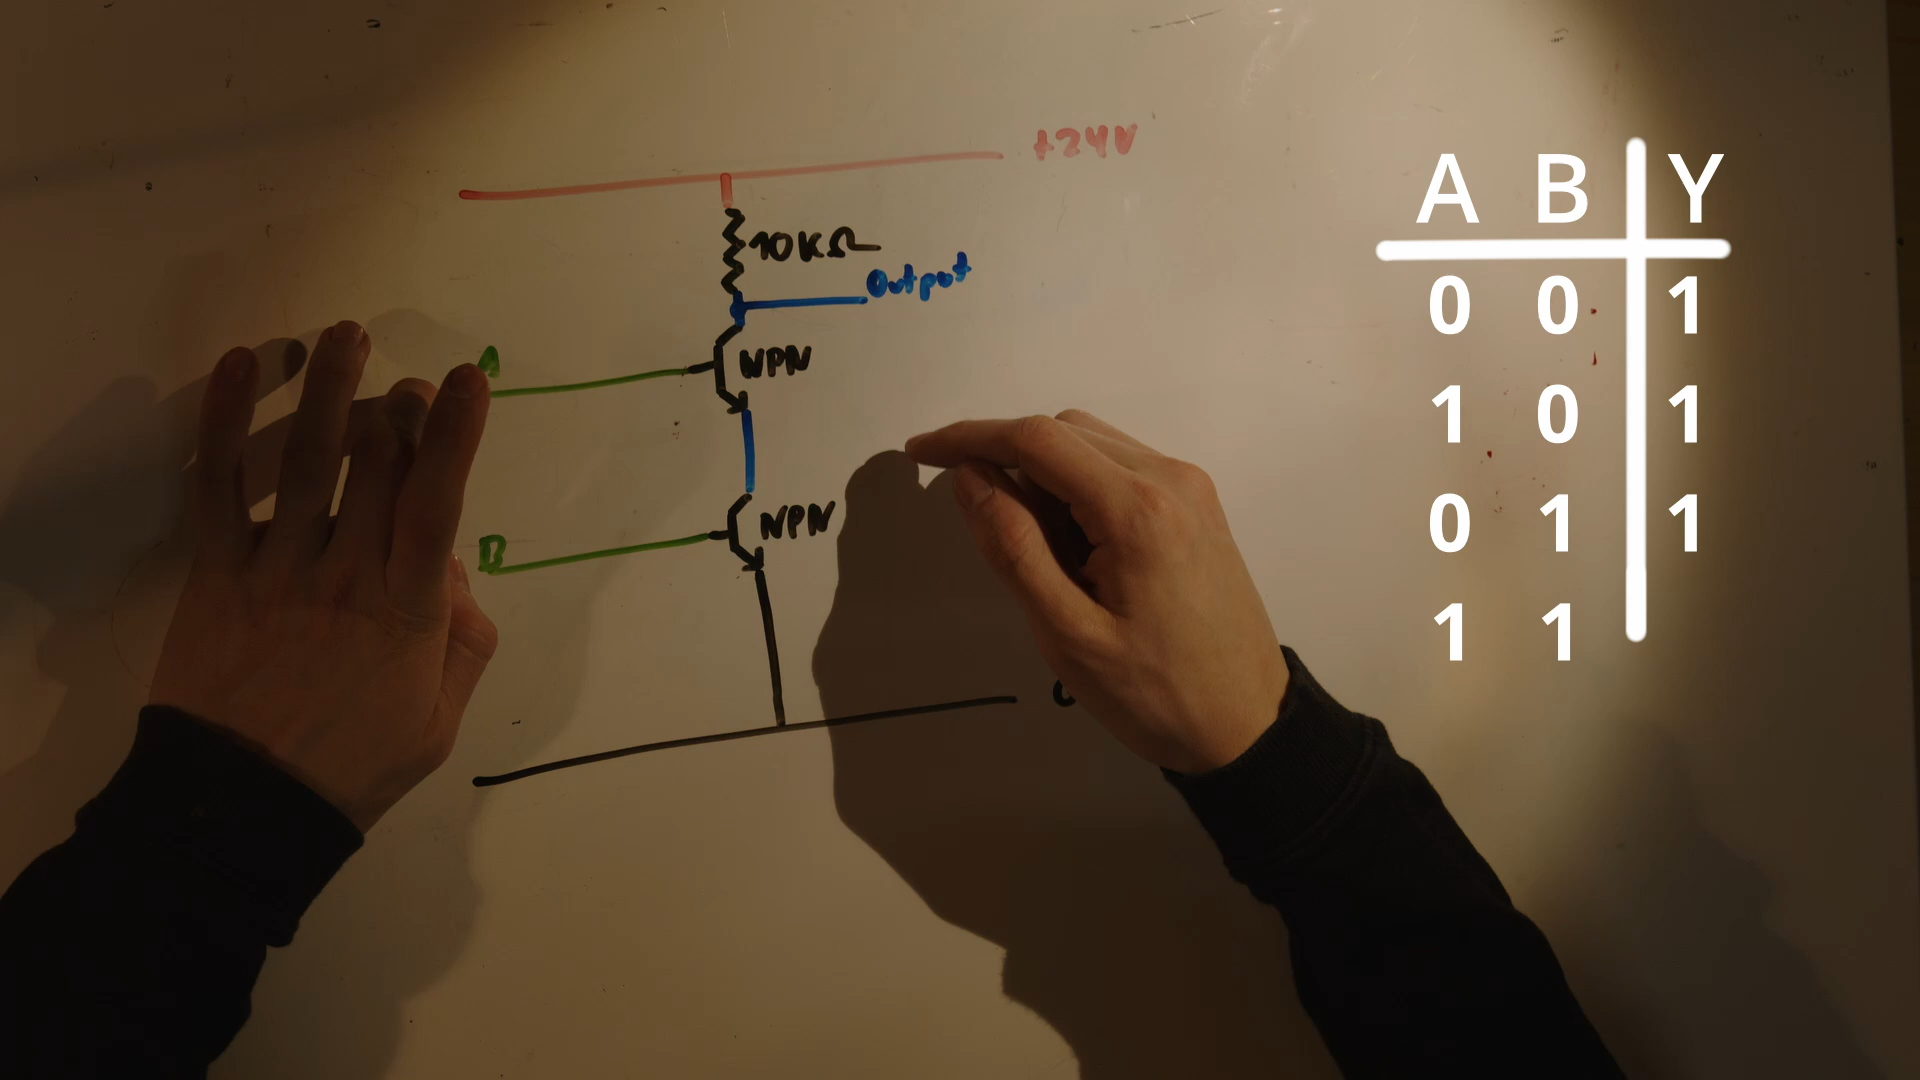 +24V
10KΩ
Output
A
NPN
B
NPN
A B Y
0 0 1
1 0 1
0 1 1
1 1